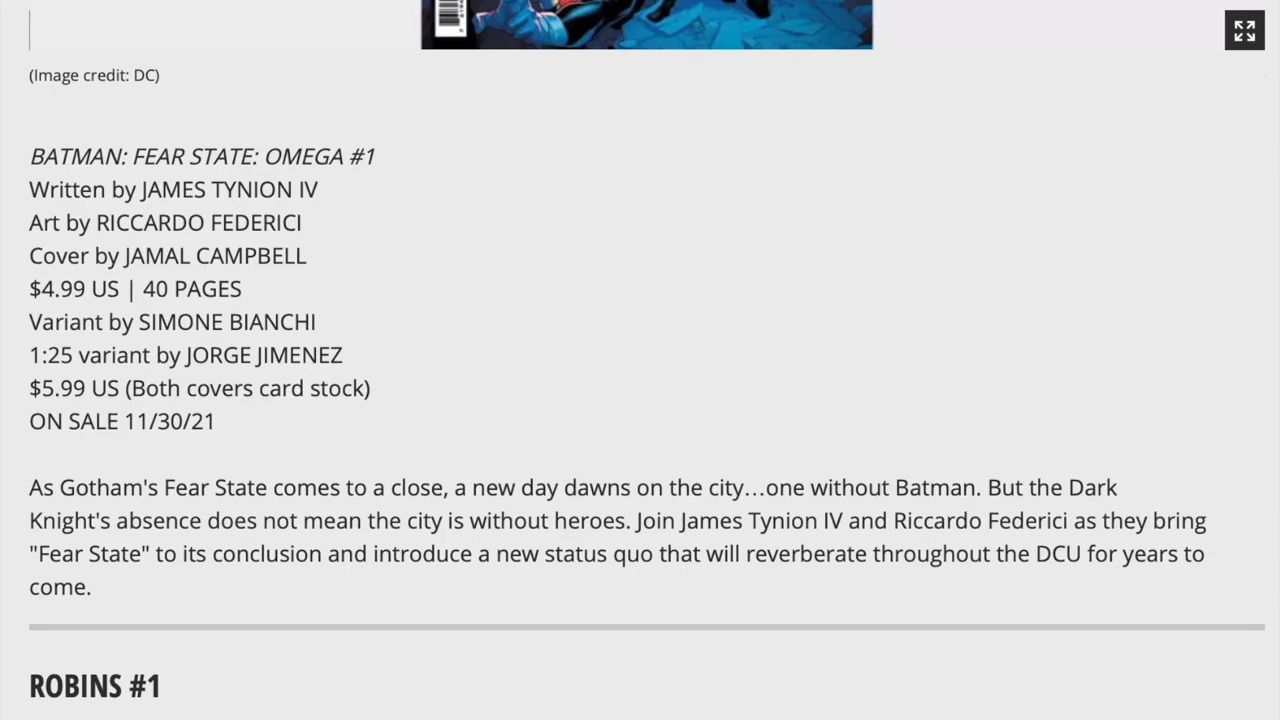 (Image credit: DC)
BATMAN: FEAR STATE: OMEGA #1
Written by JAMES TYNION IV
Art by RICCARDO FEDERICI
Cover by JAMAL CAMPBELL
$4.99 US | 40 PAGES
Variant by SIMONE BIANCHI
1:25 variant by JORGE JIMENEZ
$5.99 US (Both covers card stock)
ON SALE 11/30/21
As Gotham's Fear State comes to a close, a new day dawns on the city…one without Batman. But the Dark
Knight's absence does not mean the city is without heroes. Join James Tynion IV and Riccardo Federici as they bring
"Fear State" to its conclusion and introduce a new status quo that will reverberate throughout the DCU for years to
come.
ROBINS #1